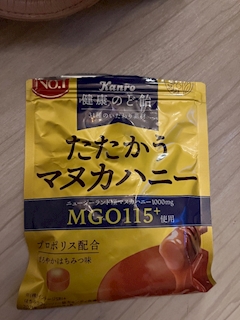 No.1
Kanro
健康のど飴
たたかう
マヌカハニー
ニュージーランド産マヌカハニー1000mg
MGO115+使用
プロポリス配合